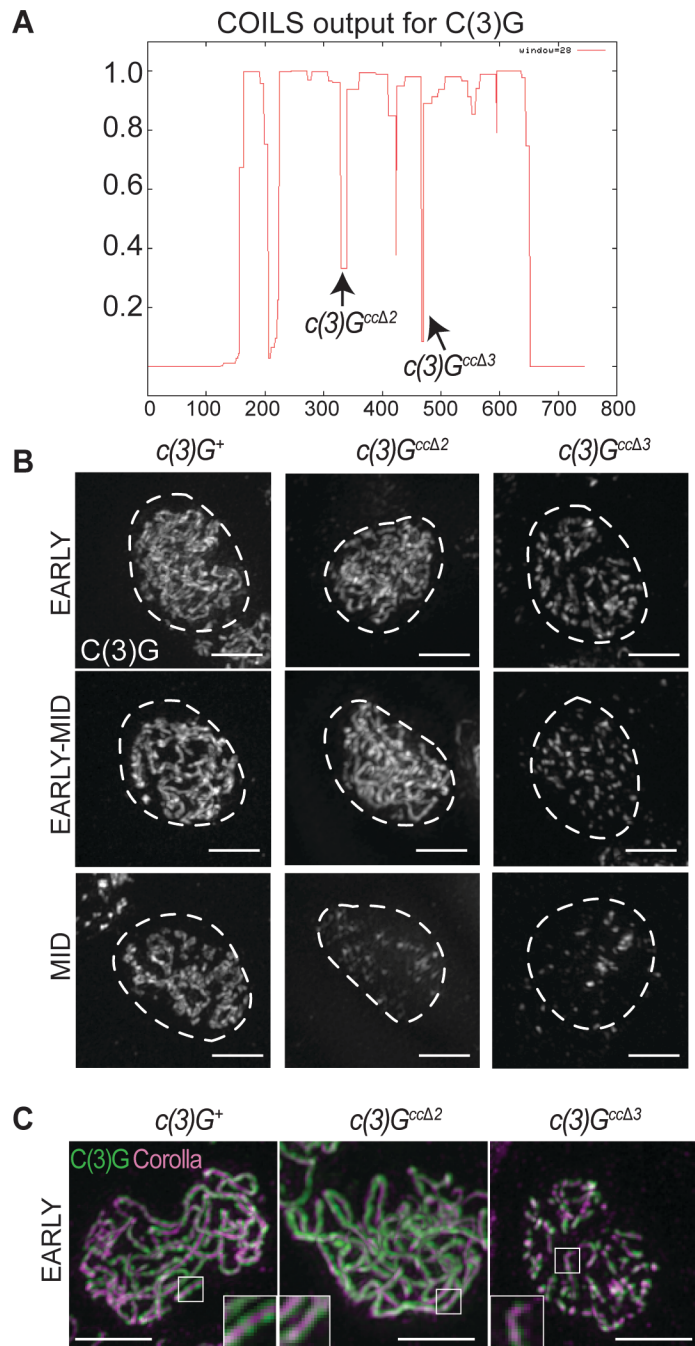 A
COILS output for C(3)G
window=28
1.0
0.8
0.6
0.4
0.2
c(3)G^ccΔ2
c(3)G^ccΔ3
0 100 200 300 400 500 600 700 800
B
c(3)G^+ c(3)G^ccΔ2 c(3)G^ccΔ3
EARLY
C(3)G
EARLY-MID
MID
C
c(3)G^+ c(3)G^ccΔ2 c(3)G^ccΔ3
EARLY
C(3)G Corolla